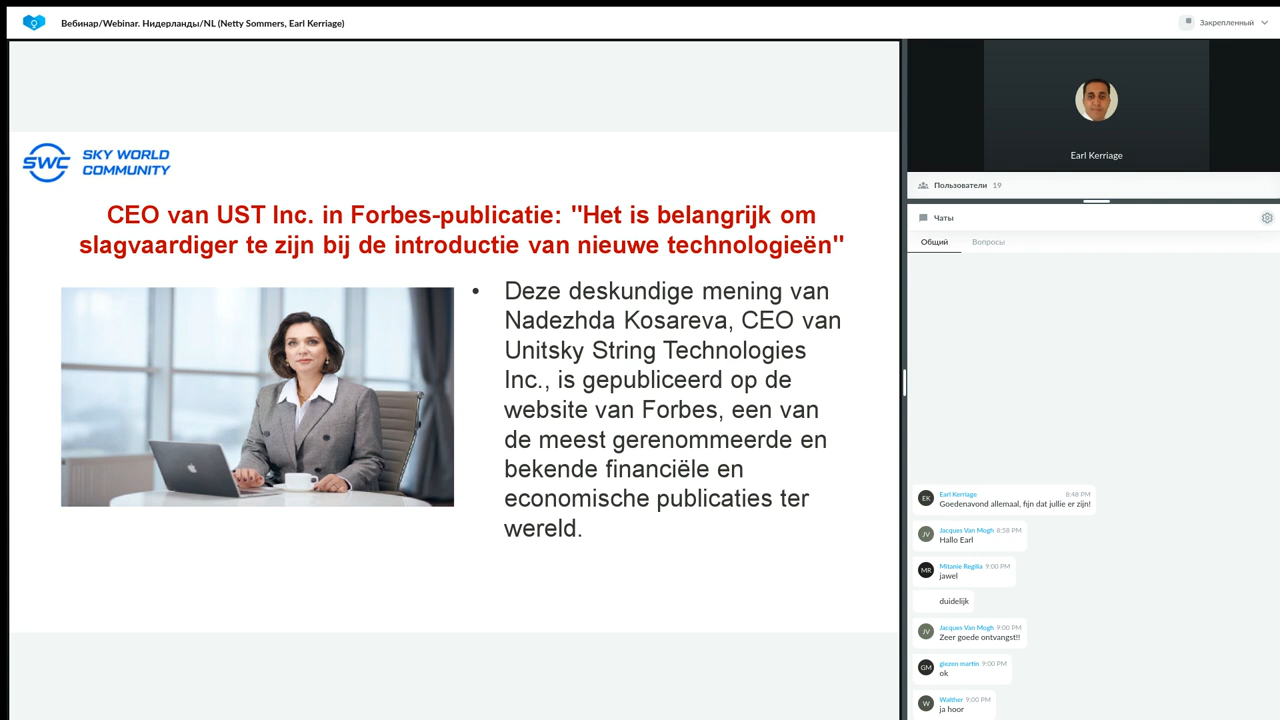 Вебинар/Webinar. Нидерланды/NL (Netty Sommers, Earl Kerriage)
Закрепленный
SWC SKY WORLD
COMMUNITY
CEO van UST Inc. in Forbes-publicatie: "Het is belangrijk om
slagvaardiger te zijn bij de introductie van nieuwe technologieën"
• Deze deskundige mening van
Nadezhda Kosareva, CEO van
Unitsky String Technologies
Inc., is gepubliceerd op de
website van Forbes, een van
de meest gerenommeerde en
bekende financiële en
economische publicaties ter
wereld.
Earl Kerriage
Пользователи 19
Чаты
Общий Вопросы
EK Earl Kerriage 8:48 PM
Goedenavond allemaal, fijn dat jullie er zijn!
JV Jacques Van Mogh 8:58 PM
Hallo Earl
MR Mitanie Regilia 9:00 PM
jawel
duidelijk
JV Jacques Van Mogh 9:00 PM
Zeer goede ontvangst!!
GM giezen martin 9:00 PM
ok
W Walther 9:00 PM
ja hoor